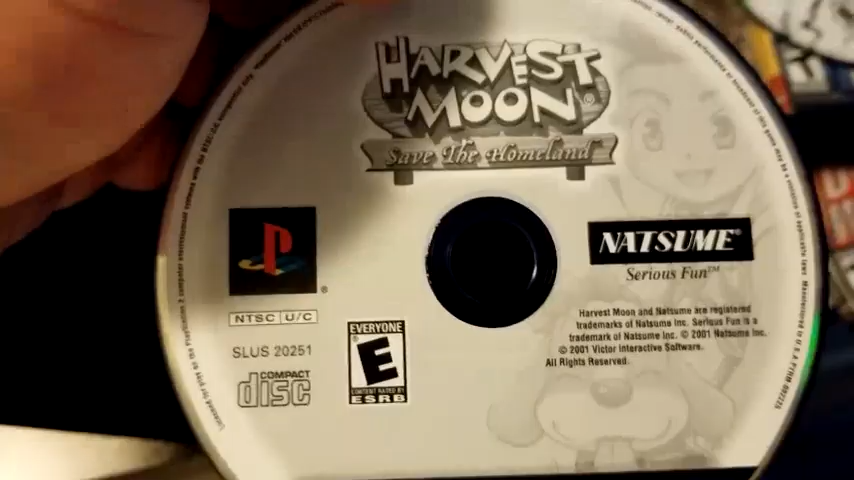 HARVEST
MOON®
Save The Homeland™
NATSUME®
Serious Fun™
®
NTSC U/C
SLUS 20251
COMPACT
disc
EVERYONE
E
®
CONTENT RATED BY
ESRB
Harvest Moon and Natsume are registered
trademarks of Natsume Inc. Serious Fun is a
trademark of Natsume Inc. © 2001 Natsume Inc.
© 2001 Victor Interactive Software.
All Rights Reserved.